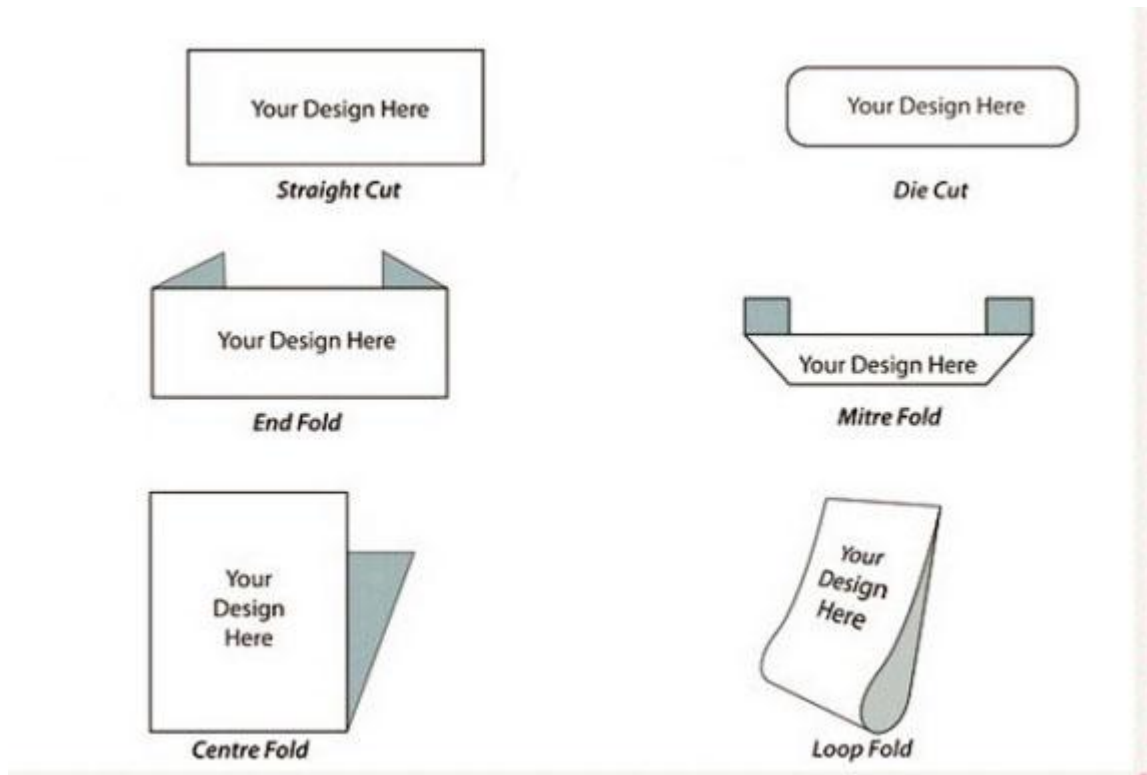 Your Design Here
Straight Cut
Your Design Here
Die Cut
Your Design Here
End Fold
Your Design Here
Mitre Fold
Your
Design
Here
Centre Fold
Your
Design
Here
Loop Fold